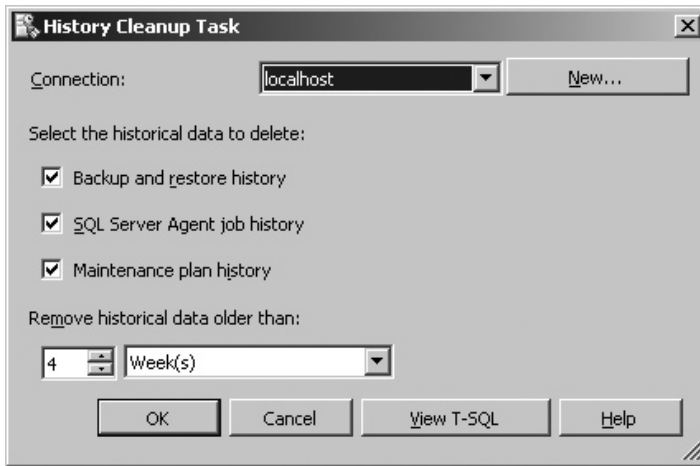 History Cleanup Task
Connection: localhost New...
Select the historical data to delete:
Backup and restore history
SQL Server Agent job history
Maintenance plan history
Remove historical data older than:
4 Week(s)
OK Cancel View T-SQL Help